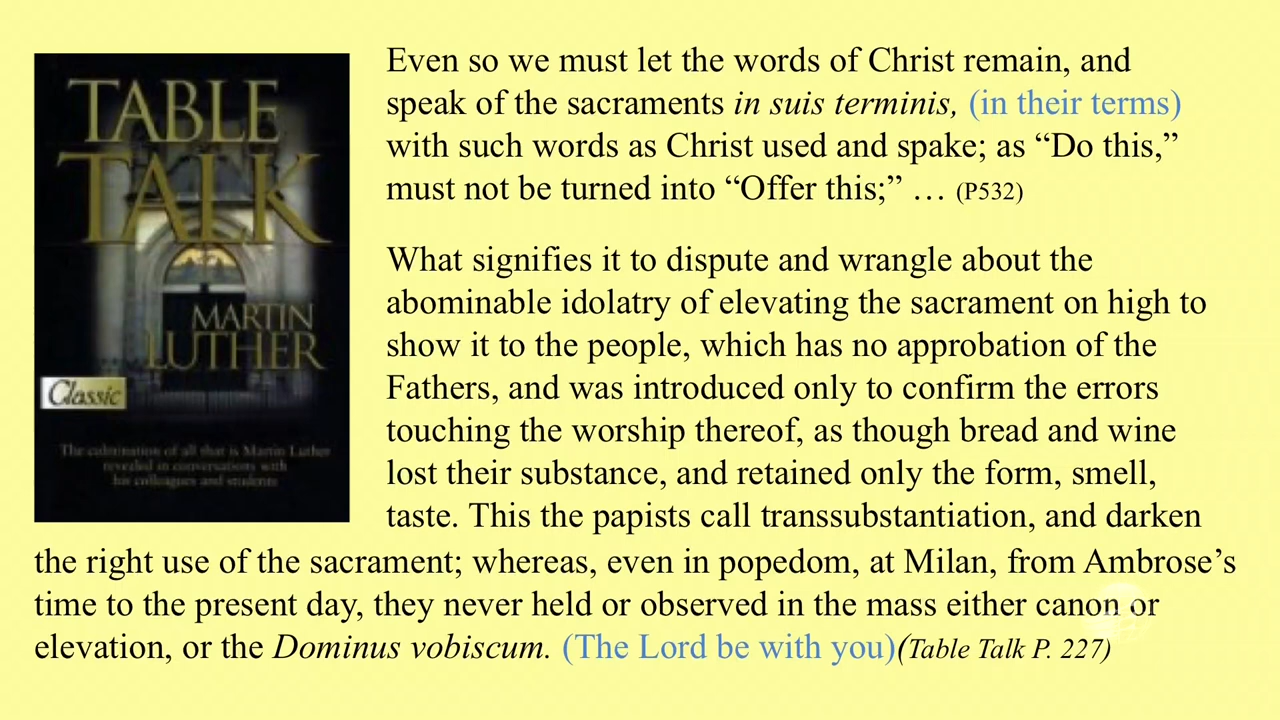 TABLE
TALK
MARTIN
LUTHER
Classic
The culmination of all that is Martin Luther
revealed in conversations with
his colleagues and students
Even so we must let the words of Christ remain, and
speak of the sacraments in suis terminis, (in their terms)
with such words as Christ used and spake; as “Do this,”
must not be turned into “Offer this;” … (P532)
What signifies it to dispute and wrangle about the
abominable idolatry of elevating the sacrament on high to
show it to the people, which has no approbation of the
Fathers, and was introduced only to confirm the errors
touching the worship thereof, as though bread and wine
lost their substance, and retained only the form, smell,
taste. This the papists call transsubstantiation, and darken
the right use of the sacrament; whereas, even in popedom, at Milan, from Ambrose’s
time to the present day, they never held or observed in the mass either canon or
elevation, or the Dominus vobiscum. (The Lord be with you)(Table Talk P. 227)